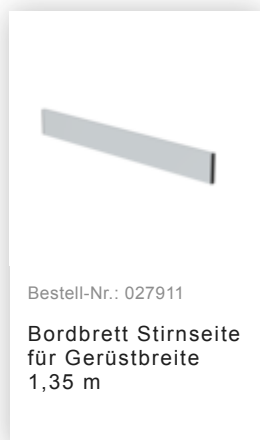 Bestell-Nr.: 027911
Bordbrett Stirnseite
für Gerüstbreite
1,35 m